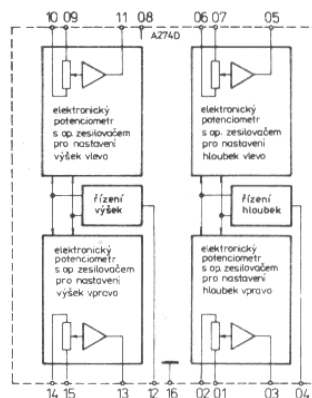 10 09 11 08 06 07 05
A274D
elektronický
potenciometr
s op. zesilovačem
pro nastavení
výšek vlevo
elektronický
potenciometr
s op. zesilovačem
pro nastavení
hloubek vlevo
řízení
výšek
řízení
hloubek
elektronický
potenciometr
s op. zesilovačem
pro nastavení
výšek vpravo
elektronický
potenciometr
s op. zesilovačem
pro nastavení
hloubek vpravo
14 15 13 12 16 02 01 03 04